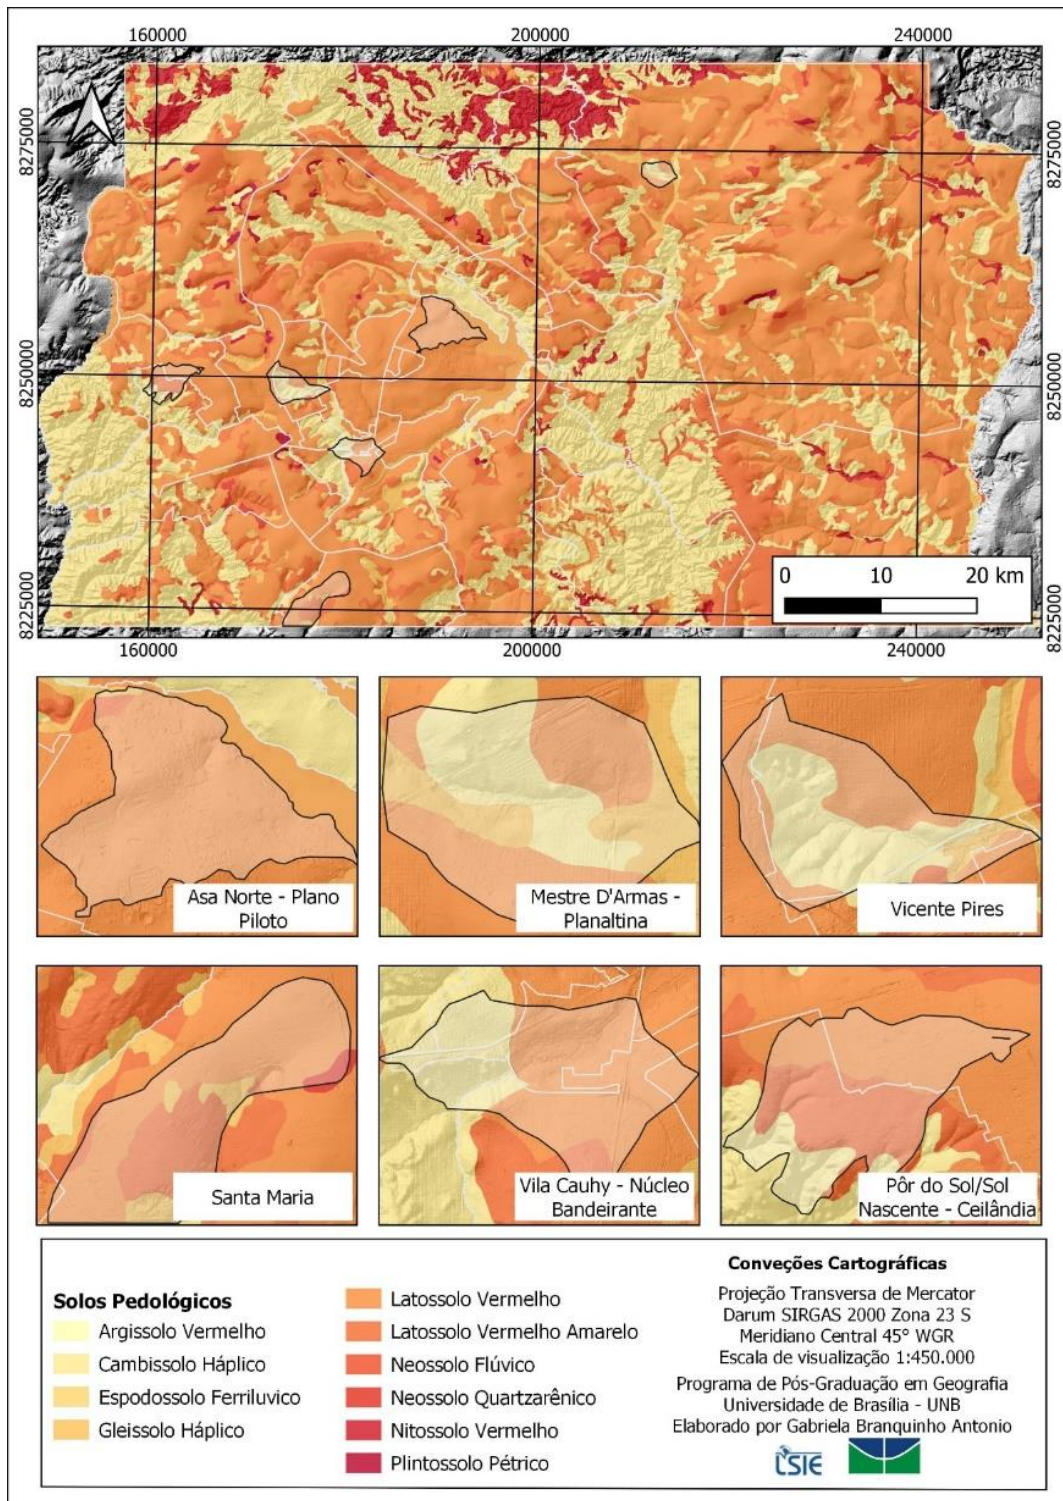 160000
200000
240000
8275000
8275000
8250000
8250000
8225000
8225000
0
10
20 km
160000
200000
240000
Asa Norte - Plano
Piloto
Mestre D'Armas -
Planaltina
Vicente Pires
Santa Maria
Vila Cauhy - Núcleo
Bandeirante
Pôr do Sol/Sol
Nascente - Ceilândia
Solos Pedológicos
Argissolo Vermelho
Cambissolo Háplico
Espodossolo Ferriluvico
Gleissolo Háplico
Latossolo Vermelho
Latossolo Vermelho Amarelo
Neossolo Flúvico
Neossolo Quartzarênico
Nitossolo Vermelho
Plintossolo Pétrico
Conveções Cartográficas
Projeção Transversa de Mercator
Darum SIRGAS 2000 Zona 23 S
Meridiano Central 45° WGR
Escala de visualização 1:450.000
Programa de Pós-Graduação em Geografia
Universidade de Brasília - UNB
Elaborado por Gabriela Branquinho Antonio
LSIE